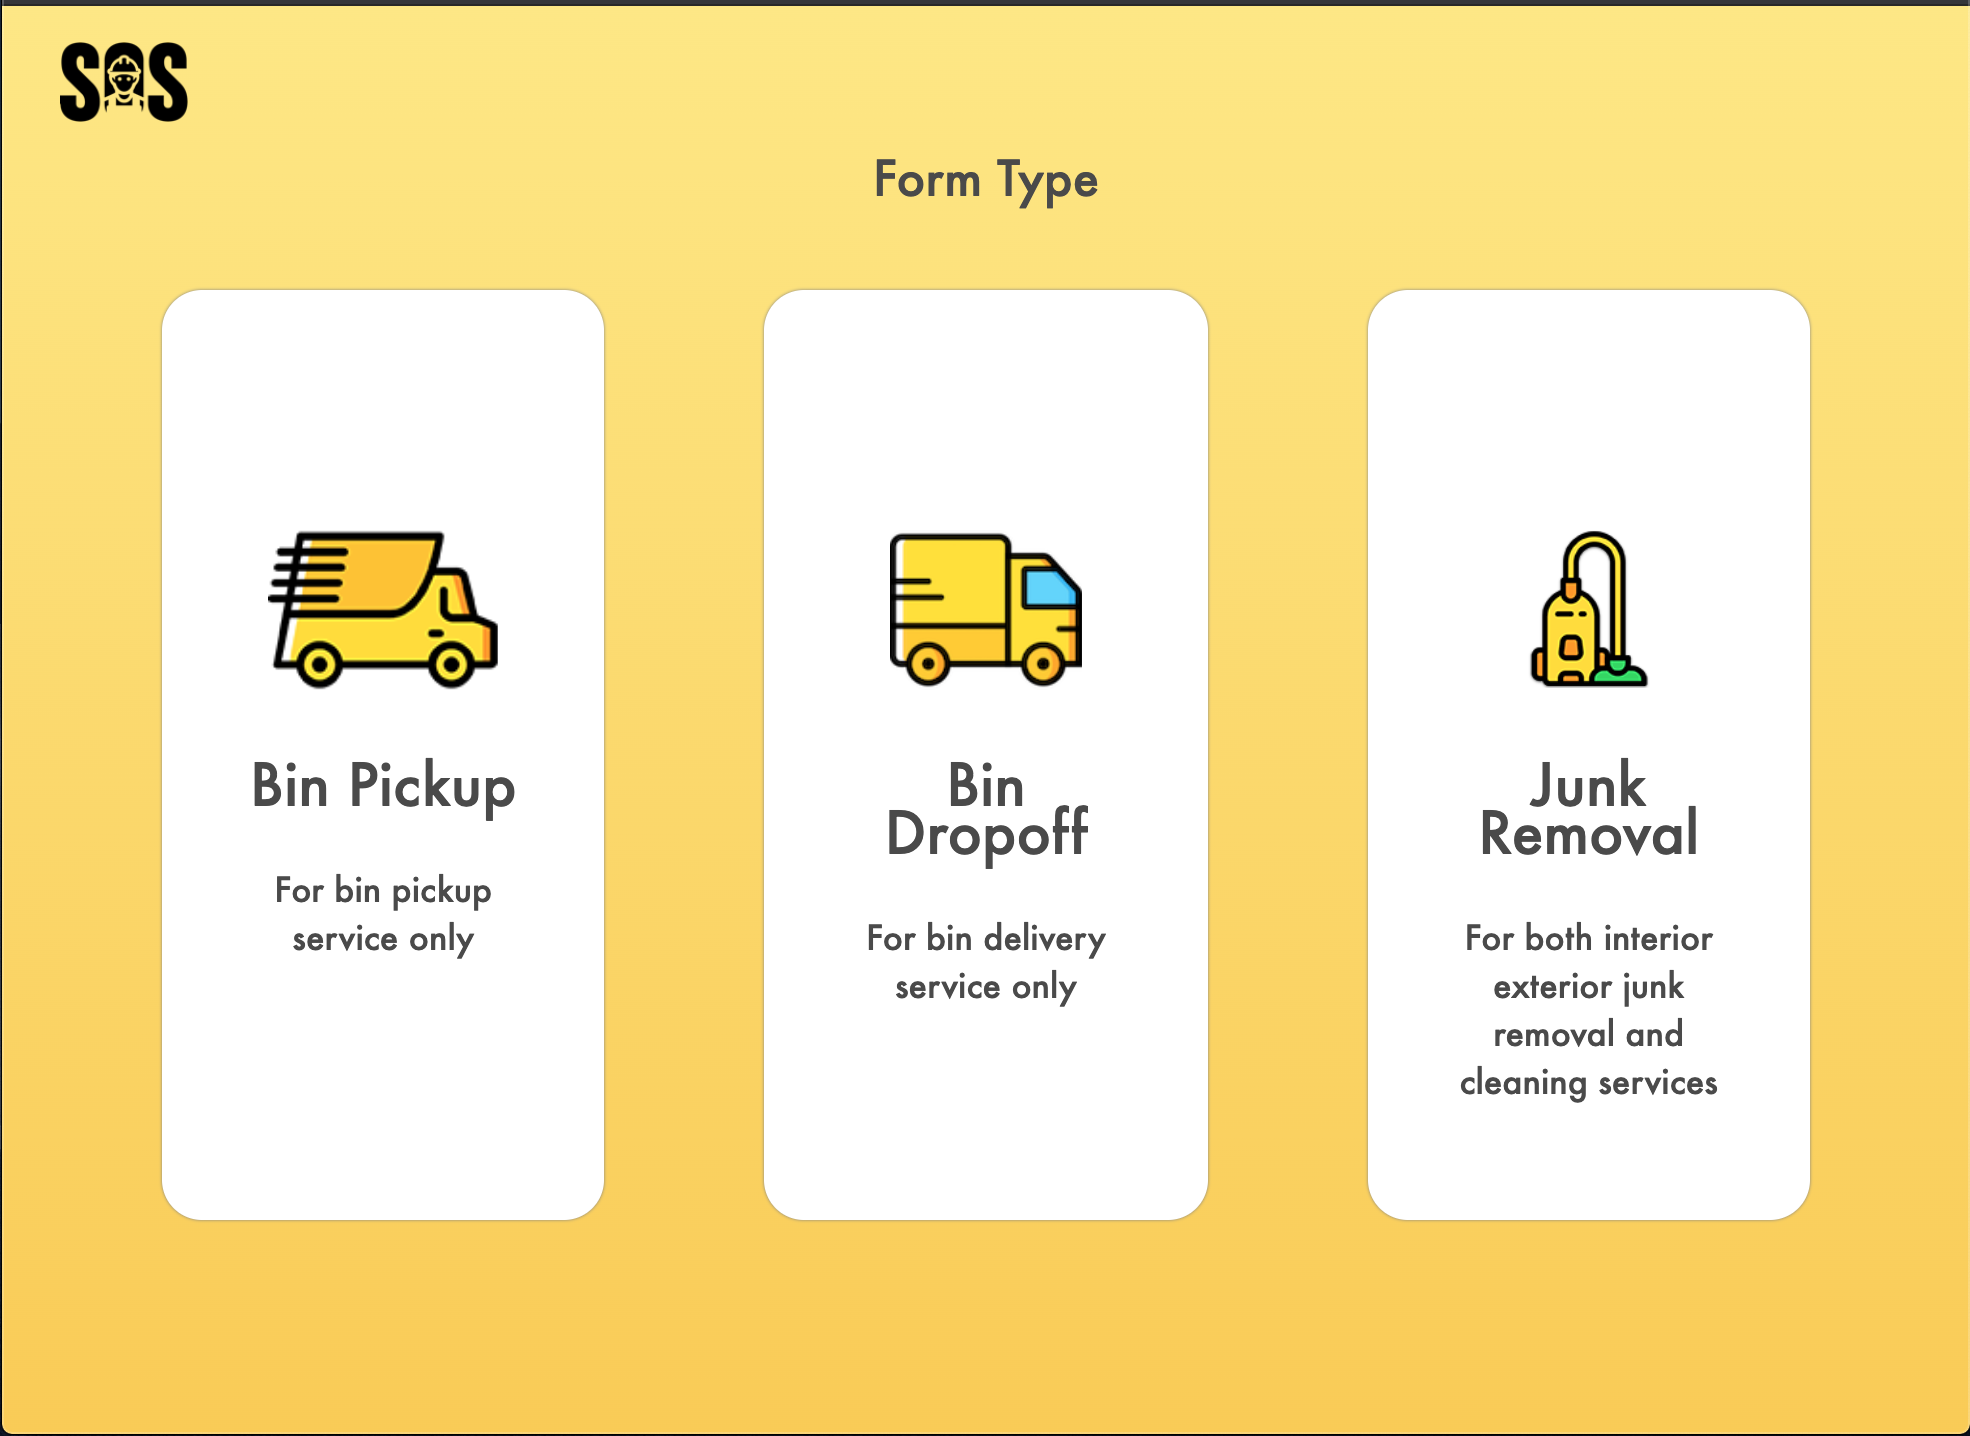 SOS
Form Type
Bin Pickup
For bin pickup
service only
Bin
Dropoff
For bin delivery
service only
Junk
Removal
For both interior
exterior junk
removal and
cleaning services